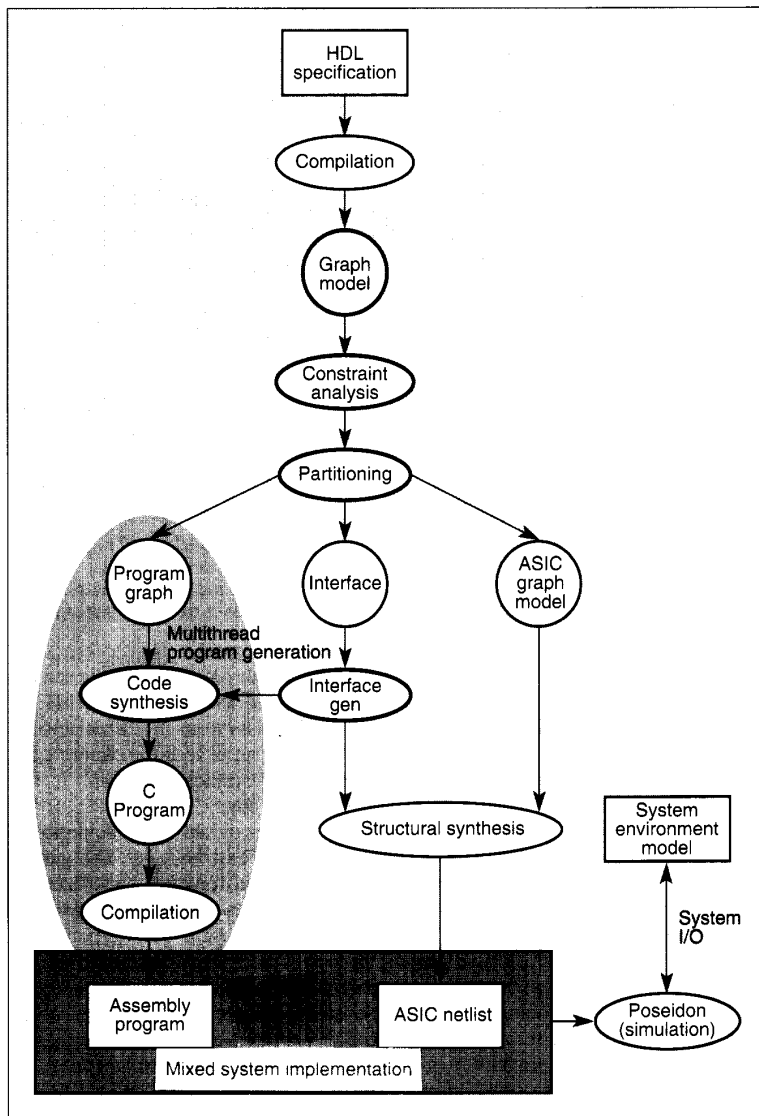 HDL
specification
Compilation
Graph
model
Constraint
analysis
Partitioning
Program
graph
Interface
ASIC
graph
model
Multithread
program generation
Code
synthesis
Interface
gen
C
Program
Structural synthesis
System
environment
model
Compilation
System
I/O
Assembly
program
ASIC netlist
Poseidon
(simulation)
Mixed system implementation